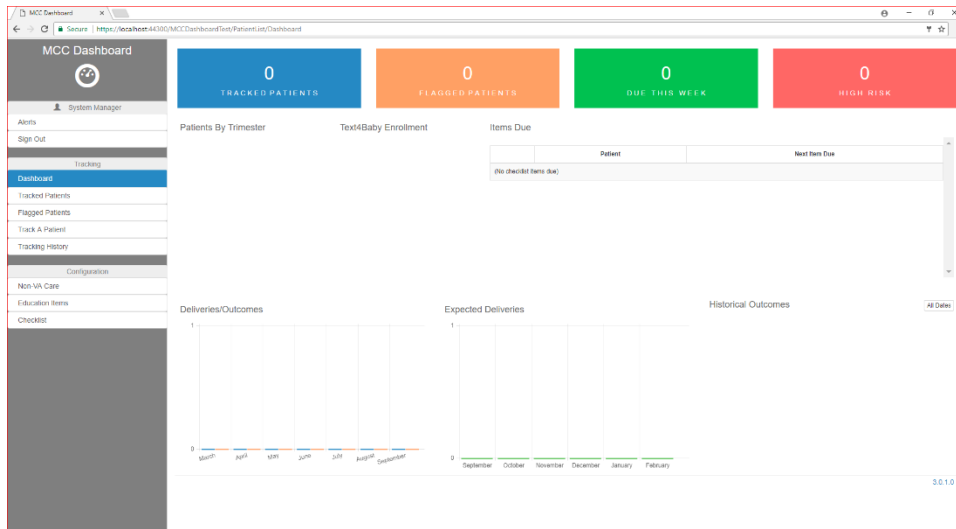 MCC Dashboard
Secure | https://localhost:44300/MCCDashboardTest/PatientList/Dashboard
MCC Dashboard
System Manager
Alerts
Sign Out
Tracking
Dashboard
Tracked Patients
Flagged Patients
Track A Patient
Tracking History
Configuration
Non-VA Care
Education Items
Checklist
0
TRACKED PATIENTS
0
FLAGGED PATIENTS
0
DUE THIS WEEK
0
HIGH RISK
Patients By Trimester
Text4Baby Enrollment
Items Due
Patient Next Item Due
(No checklist items due)
Deliveries/Outcomes
1
0
March April May June July August September
Expected Deliveries
1
0
September October November December January February
Historical Outcomes
All Dates
3.0.1.0